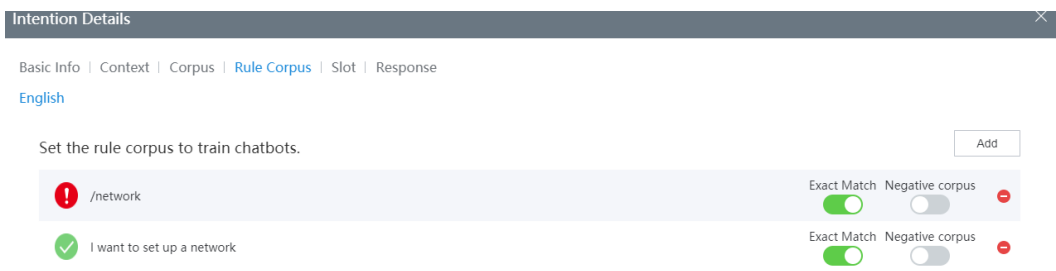 Intention Details
Basic Info | Context | Corpus | Rule Corpus | Slot | Response
English
Set the rule corpus to train chatbots.
Add
/network
Exact Match Negative corpus
I want to set up a network
Exact Match Negative corpus